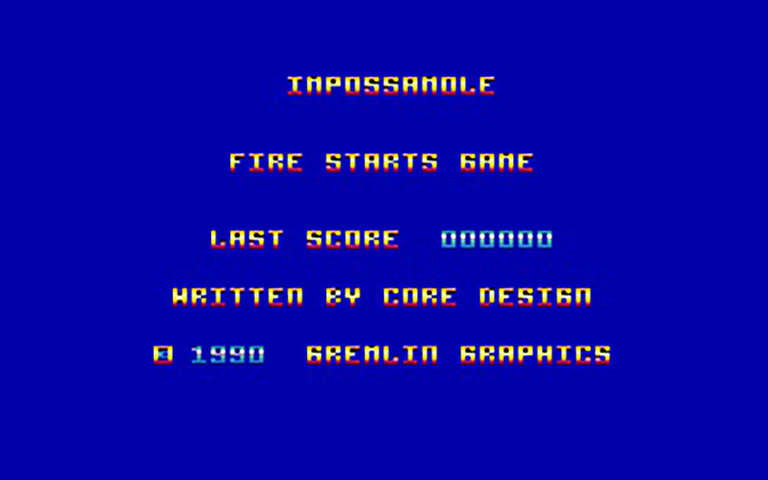 IMPOSSAMOLE
FIRE STARTS GAME
LAST SCORE 000000
WRITTEN BY CORE DESIGN
© 1990 GREMLIN GRAPHICS